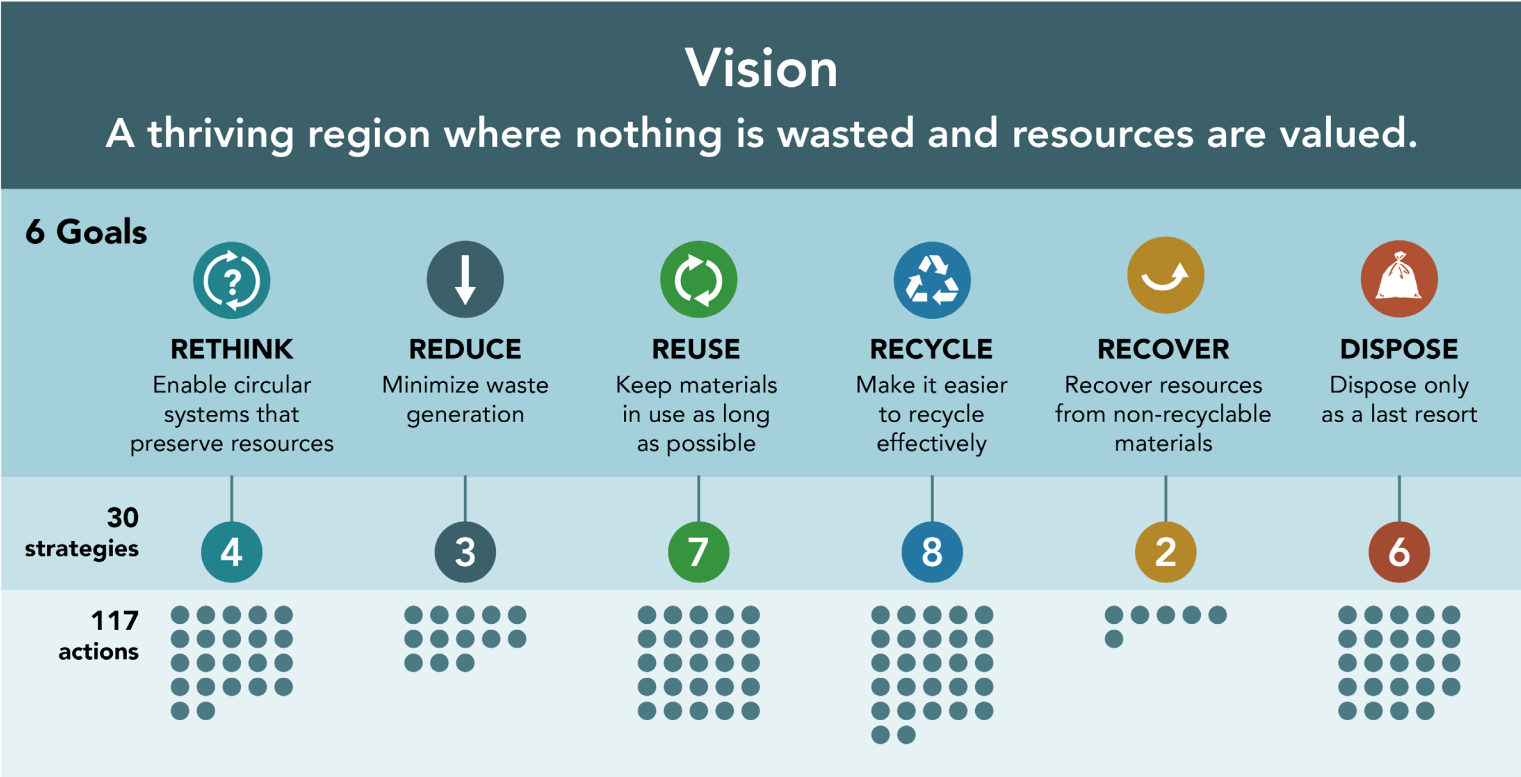 Vision
A thriving region where nothing is wasted and resources are valued.
6 Goals
?
RETHINK
Enable circular
systems that
preserve resources
REDUCE
Minimize waste
generation
REUSE
Keep materials
in use as long
as possible
RECYCLE
Make it easier
to recycle
effectively
RECOVER
Recover resources
from non-recyclable
materials
DISPOSE
Dispose only
as a last resort
30
strategies
4
3
7
8
2
6
117
actions